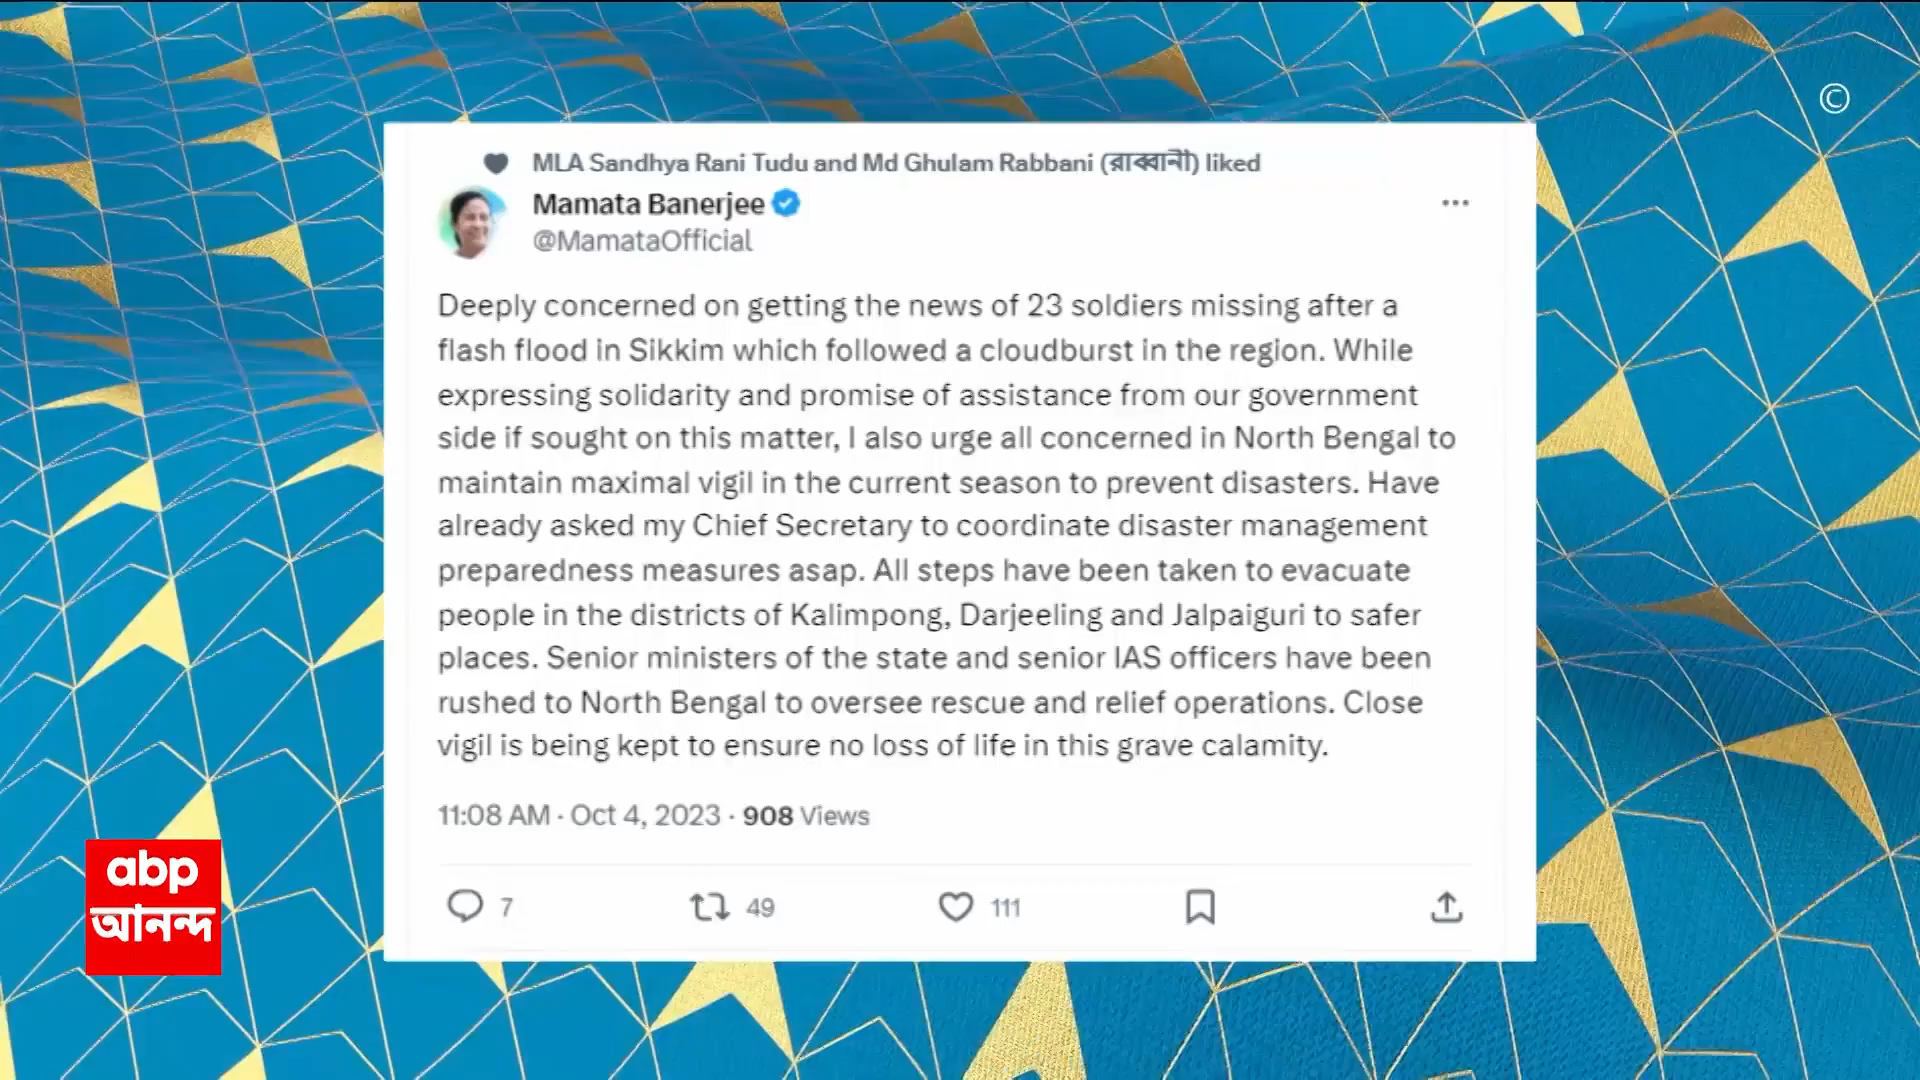 ©
MLA Sandhya Rani Tudu and Md Ghulam Rabbani (রাব্বানী) liked
Mamata Banerjee
@MamataOfficial
Deeply concerned on getting the news of 23 soldiers missing after a
flash flood in Sikkim which followed a cloudburst in the region. While
expressing solidarity and promise of assistance from our government
side if sought on this matter, I also urge all concerned in North Bengal to
maintain maximal vigil in the current season to prevent disasters. Have
already asked my Chief Secretary to coordinate disaster management
preparedness measures asap. All steps have been taken to evacuate
people in the districts of Kalimpong, Darjeeling and Jalpaiguri to safer
places. Senior ministers of the state and senior IAS officers have been
rushed to North Bengal to oversee rescue and relief operations. Close
vigil is being kept to ensure no loss of life in this grave calamity.
11:08 AM · Oct 4, 2023 · 908 Views
7 49 111
abp
আনন্দ